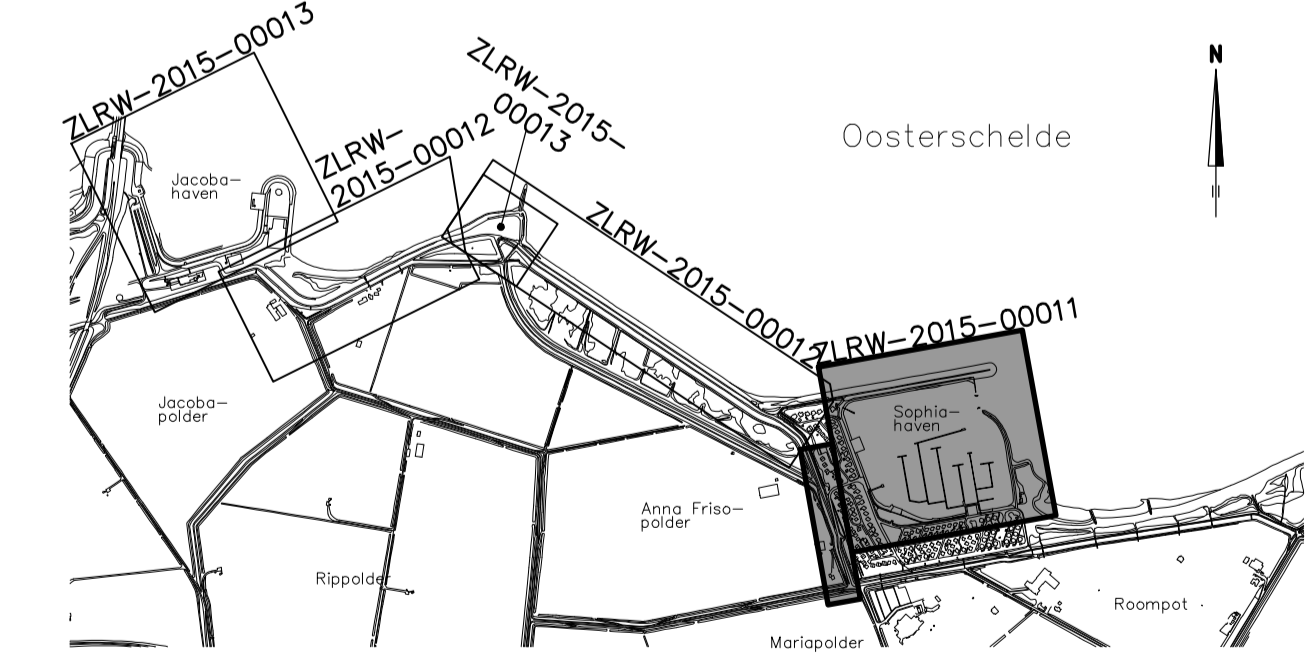 ZLRW-2015-00013
ZLRW-2015-
00013
ZLRW-
2015-00012
N
Oosterschelde
Jacoba-
haven
ZLRW-2015-00012
ZLRW-2015-00011
Jacoba-
polder
Sophia-
haven
Anna Friso-
polder
Rippolder
Roompot
Mariapolder